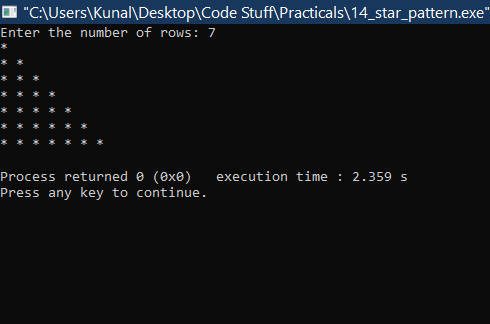 "C:\Users\Kunal\Desktop\Code Stuff\Practicals\14_star_pattern.exe"
Enter the number of rows: 7
*
* *
* * *
* * * *
* * * * *
* * * * * *
* * * * * * *
Process returned 0 (0x0)   execution time : 2.359 s
Press any key to continue.